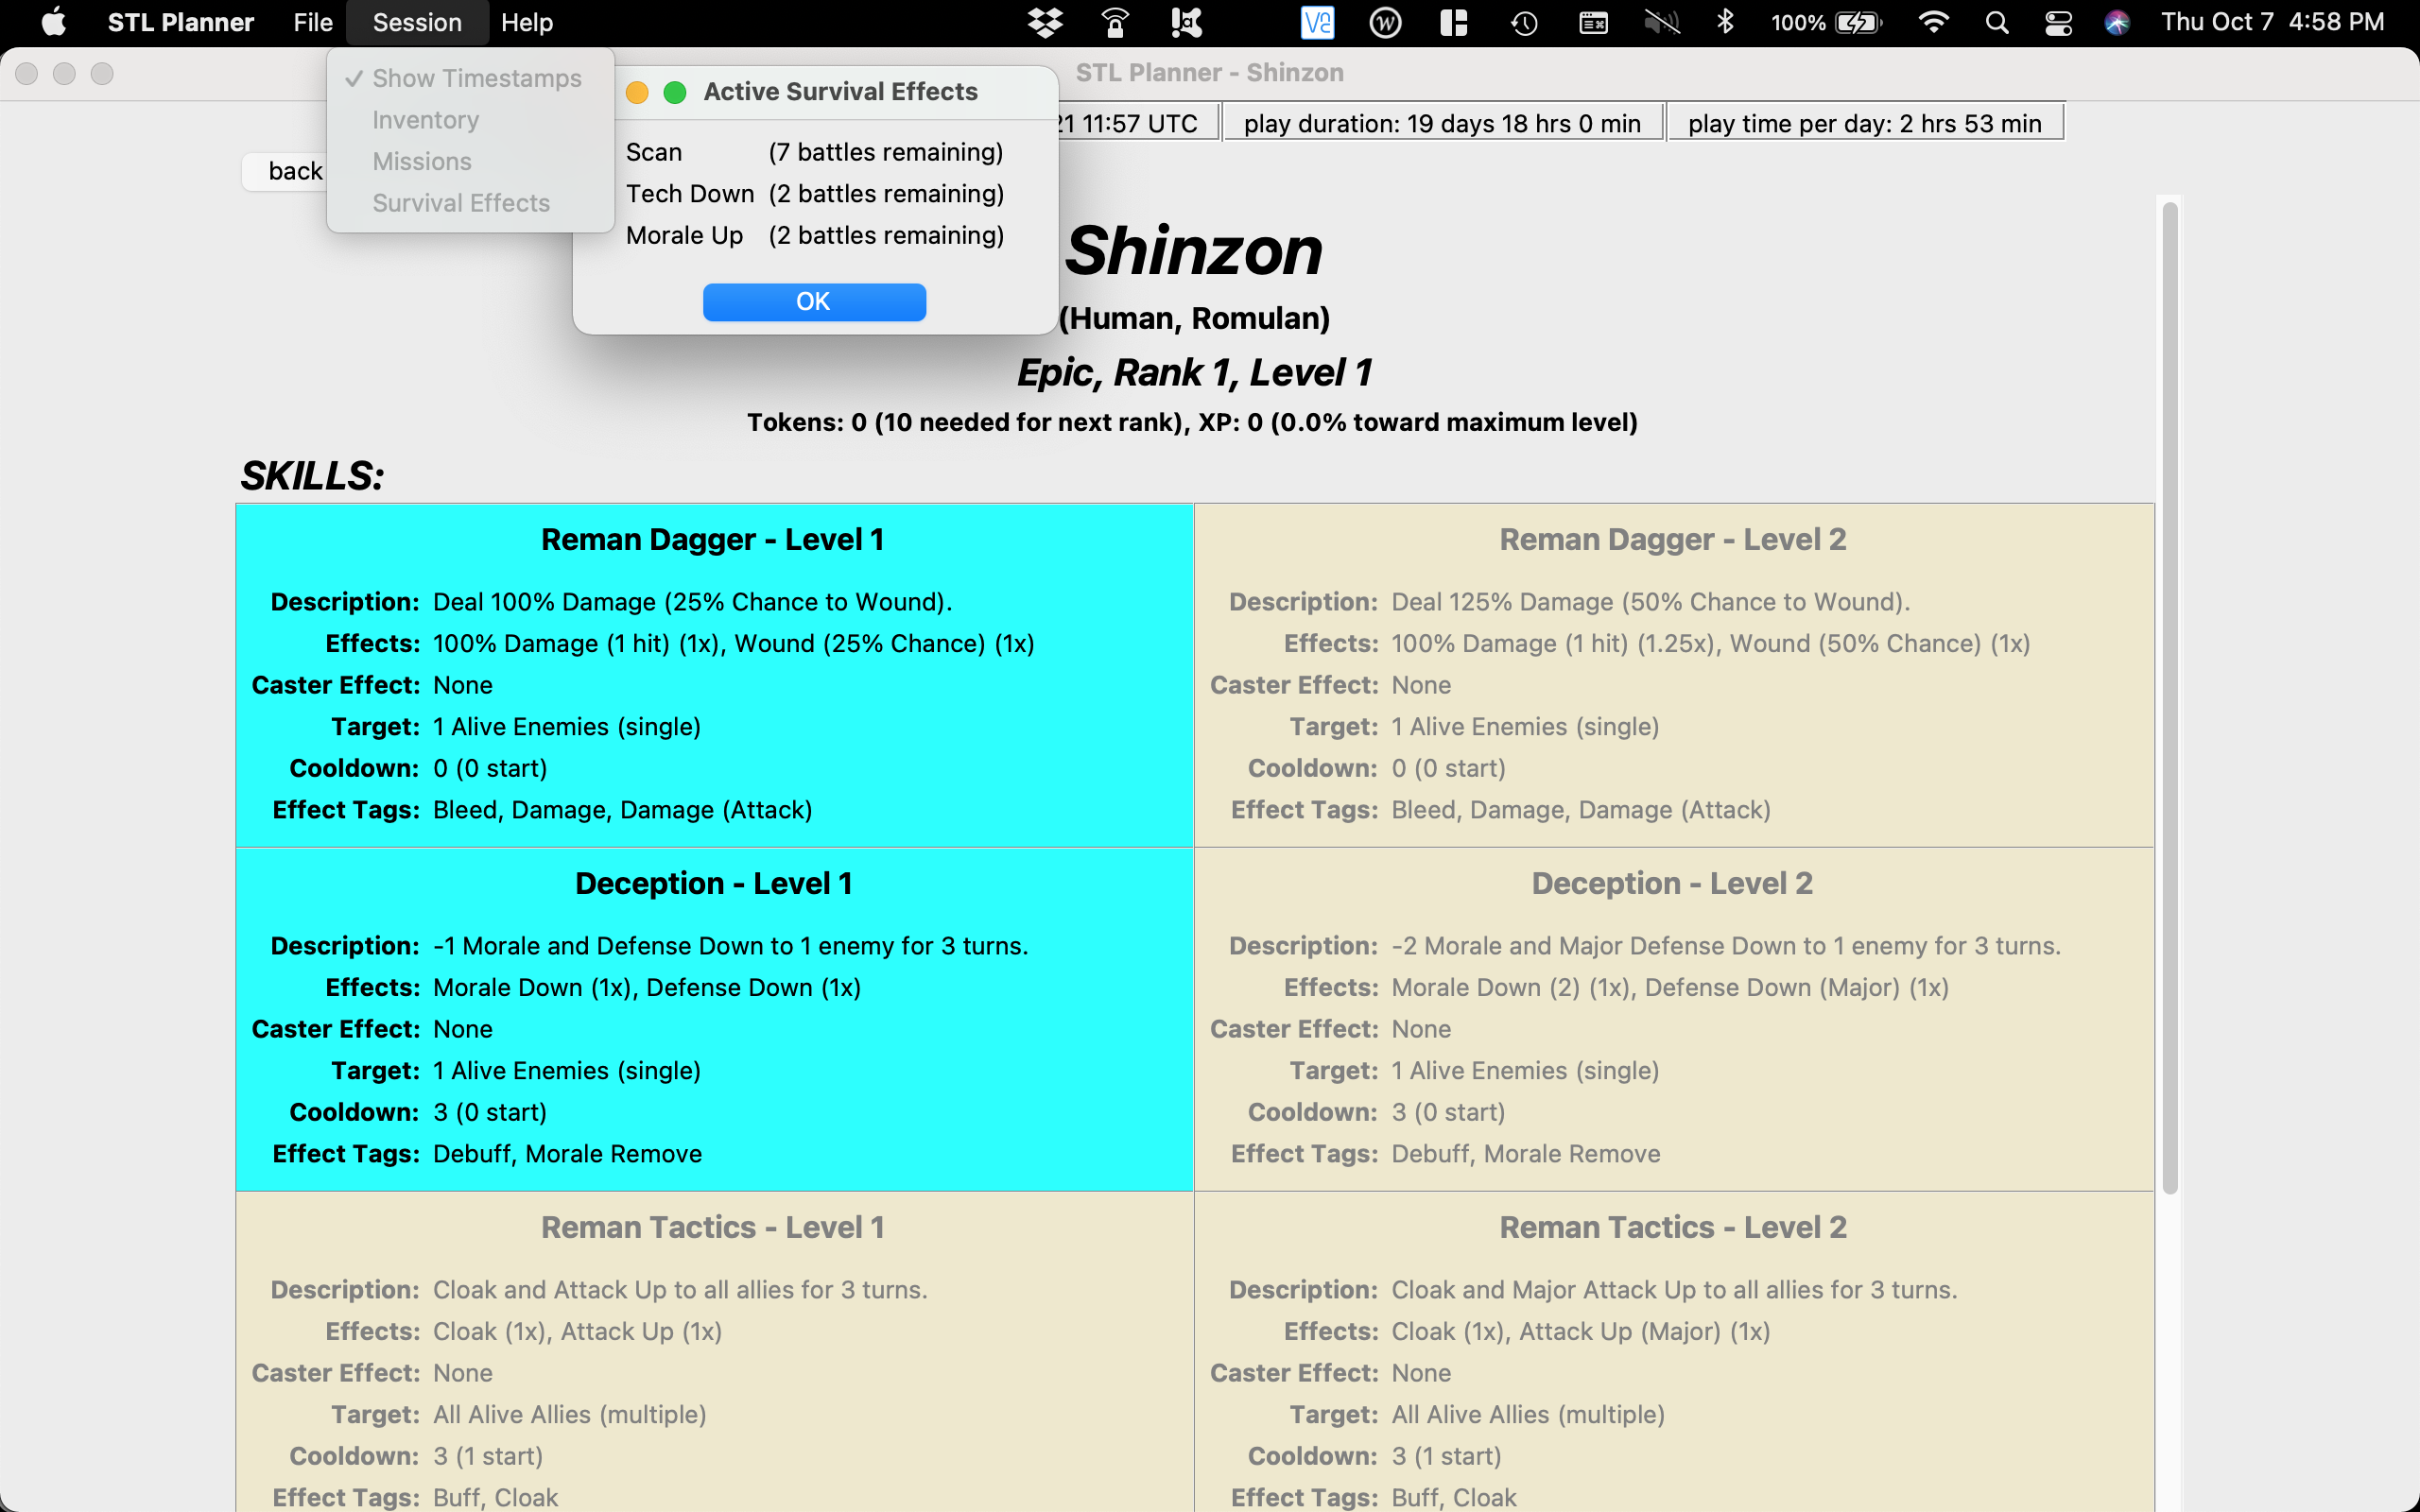 STL Planner File Session Help 100% Thu Oct 7 4:58 PM
STL Planner - Shinzon
✓ Show Timestamps
Inventory
Missions
Survival Effects
Active Survival Effects
Scan (7 battles remaining)
Tech Down (2 battles remaining)
Morale Up (2 battles remaining)
OK
11:57 UTC play duration: 19 days 18 hrs 0 min play time per day: 2 hrs 53 min
back
Shinzon
(Human, Romulan)
Epic, Rank 1, Level 1
Tokens: 0 (10 needed for next rank), XP: 0 (0.0% toward maximum level)
SKILLS:
Reman Dagger - Level 1
Description: Deal 100% Damage (25% Chance to Wound).
Effects: 100% Damage (1 hit) (1x), Wound (25% Chance) (1x)
Caster Effect: None
Target: 1 Alive Enemies (single)
Cooldown: 0 (0 start)
Effect Tags: Bleed, Damage, Damage (Attack)
Reman Dagger - Level 2
Description: Deal 125% Damage (50% Chance to Wound).
Effects: 100% Damage (1 hit) (1.25x), Wound (50% Chance) (1x)
Caster Effect: None
Target: 1 Alive Enemies (single)
Cooldown: 0 (0 start)
Effect Tags: Bleed, Damage, Damage (Attack)
Deception - Level 1
Description: -1 Morale and Defense Down to 1 enemy for 3 turns.
Effects: Morale Down (1x), Defense Down (1x)
Caster Effect: None
Target: 1 Alive Enemies (single)
Cooldown: 3 (0 start)
Effect Tags: Debuff, Morale Remove
Deception - Level 2
Description: -2 Morale and Major Defense Down to 1 enemy for 3 turns.
Effects: Morale Down (2) (1x), Defense Down (Major) (1x)
Caster Effect: None
Target: 1 Alive Enemies (single)
Cooldown: 3 (0 start)
Effect Tags: Debuff, Morale Remove
Reman Tactics - Level 1
Description: Cloak and Attack Up to all allies for 3 turns.
Effects: Cloak (1x), Attack Up (1x)
Caster Effect: None
Target: All Alive Allies (multiple)
Cooldown: 3 (1 start)
Effect Tags: Buff, Cloak
Reman Tactics - Level 2
Description: Cloak and Major Attack Up to all allies for 3 turns.
Effects: Cloak (1x), Attack Up (Major) (1x)
Caster Effect: None
Target: All Alive Allies (multiple)
Cooldown: 3 (1 start)
Effect Tags: Buff, Cloak